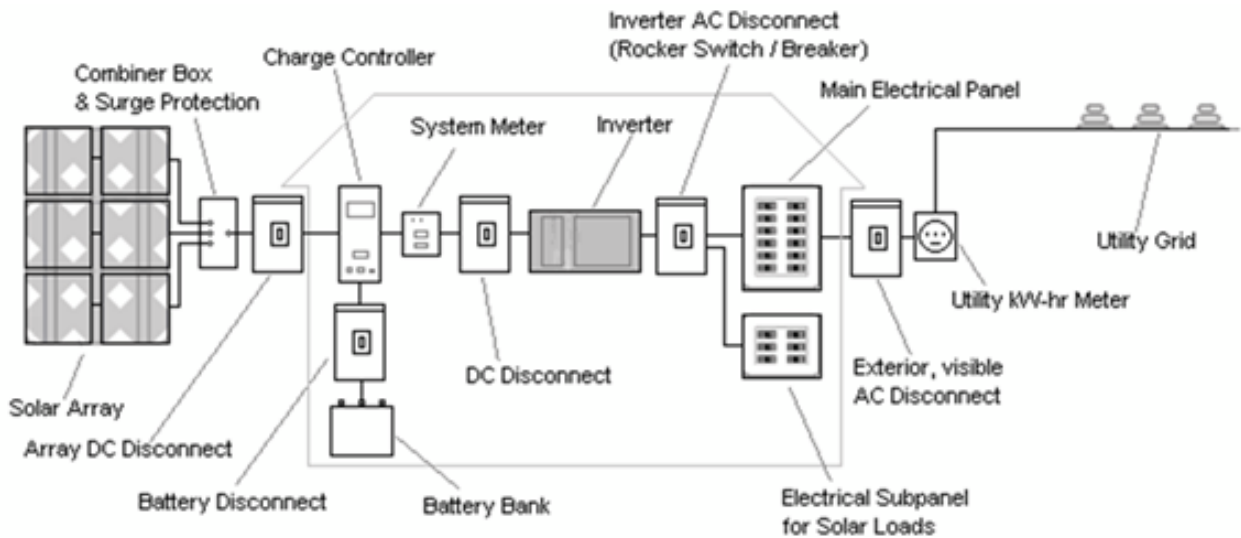 Inverter AC Disconnect
(Rocker Switch / Breaker)
Charge Controller
Combiner Box
& Surge Protection
Main Electrical Panel
System Meter
Inverter
Utility Grid
Utility kW-hr Meter
DC Disconnect
Exterior, visible
AC Disconnect
Solar Array
Array DC Disconnect
Battery Disconnect
Battery Bank
Electrical Subpanel
for Solar Loads